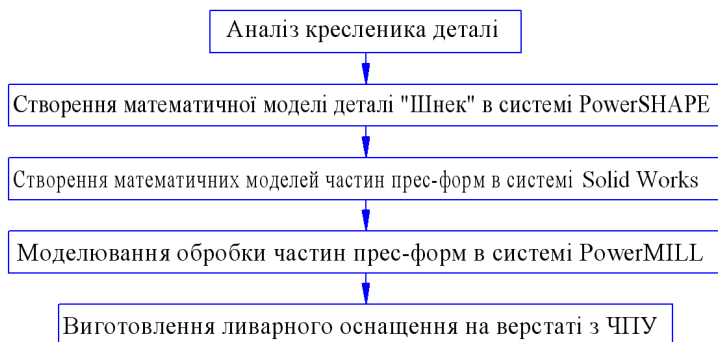 Аналіз кресленика деталі
Створення математичної моделі деталі "Шнек" в системі PowerSHAPE
Створення математичних моделей частин прес-форм в системі Solid Works
Моделювання обробки частин прес-форм в системі PowerMILL
Виготовлення ливарного оснащення на верстаті з ЧПУ